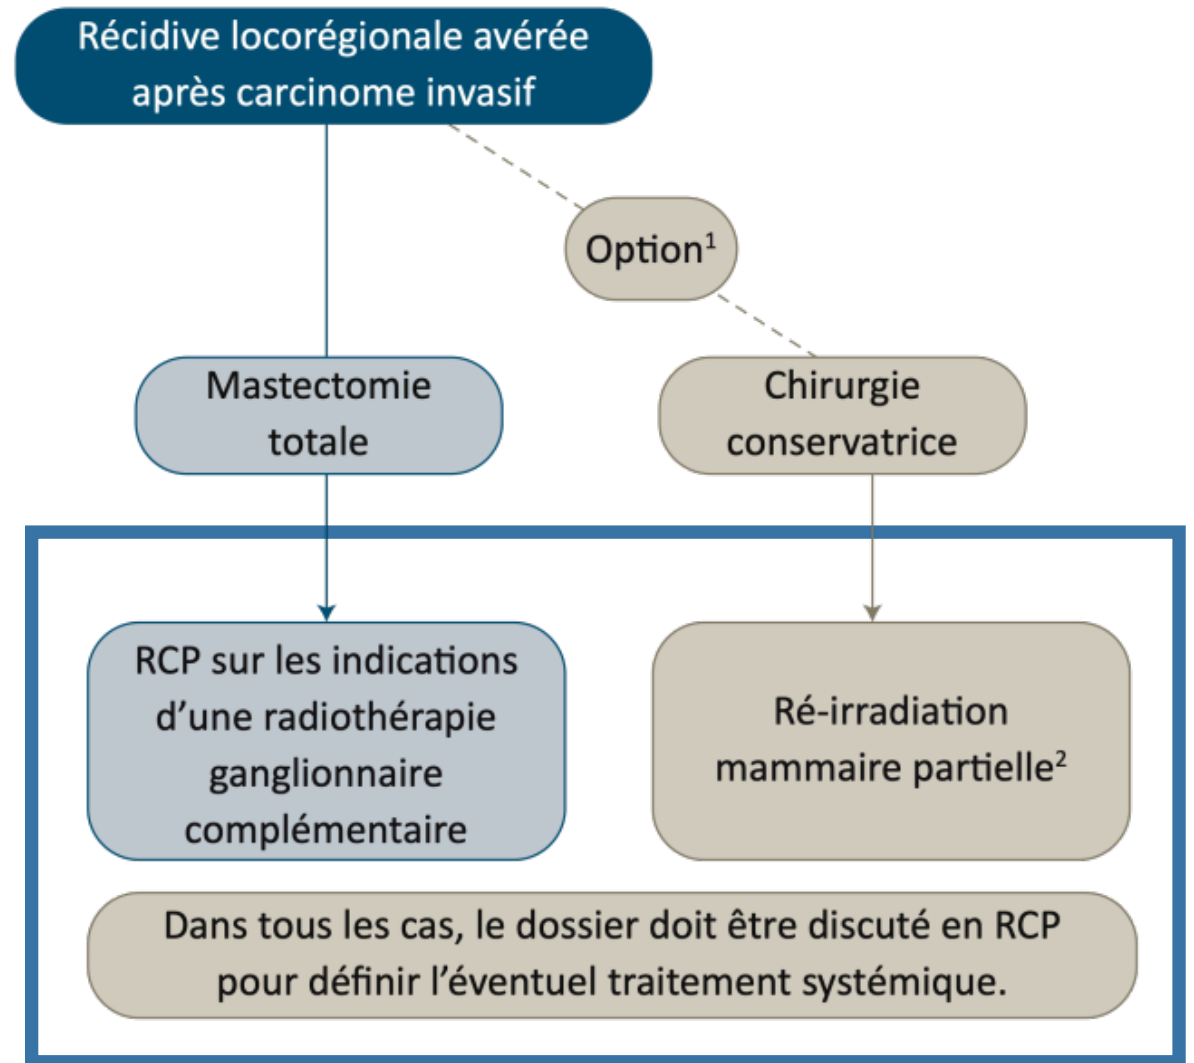 Récidive locorégionale avérée
après carcinome invasif
Option¹
Mastectomie
totale
Chirurgie
conservatrice
RCP sur les indications
d’une radiothérapie
ganglionnaire
complémentaire
Ré-irradiation
mammaire partielle²
Dans tous les cas, le dossier doit être discuté en RCP
pour définir l’éventuel traitement systémique.